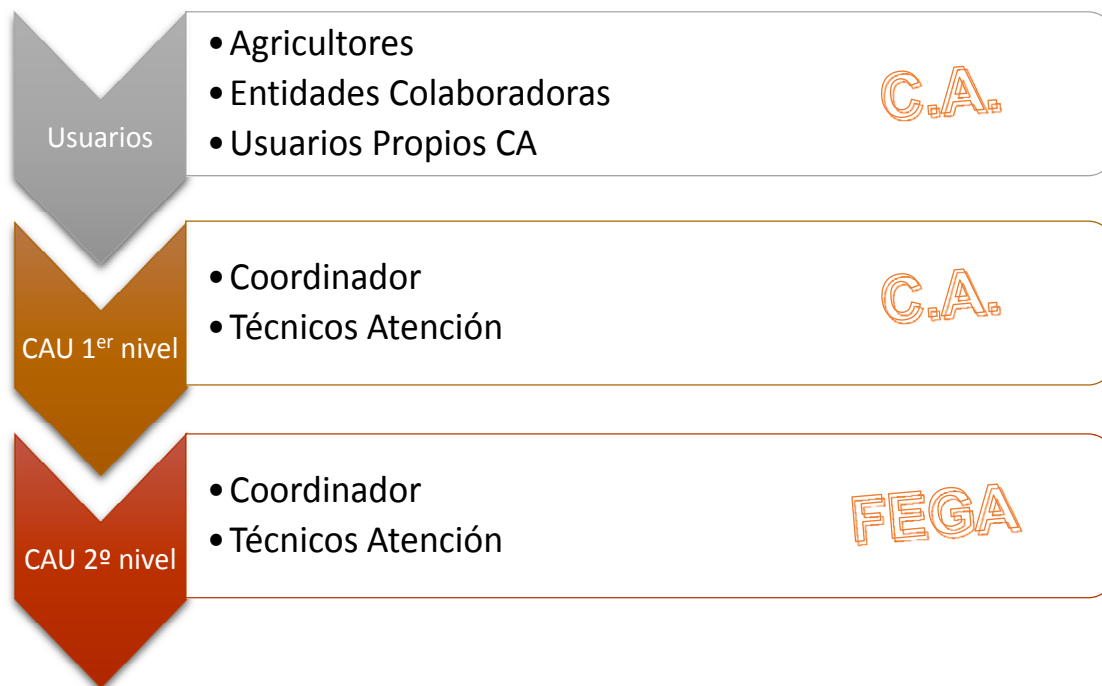 Usuarios
• Agricultores
• Entidades Colaboradoras
• Usuarios Propios CA
C.A.
CAU 1er nivel
• Coordinador
• Técnicos Atención
C.A.
CAU 2º nivel
• Coordinador
• Técnicos Atención
FEGA